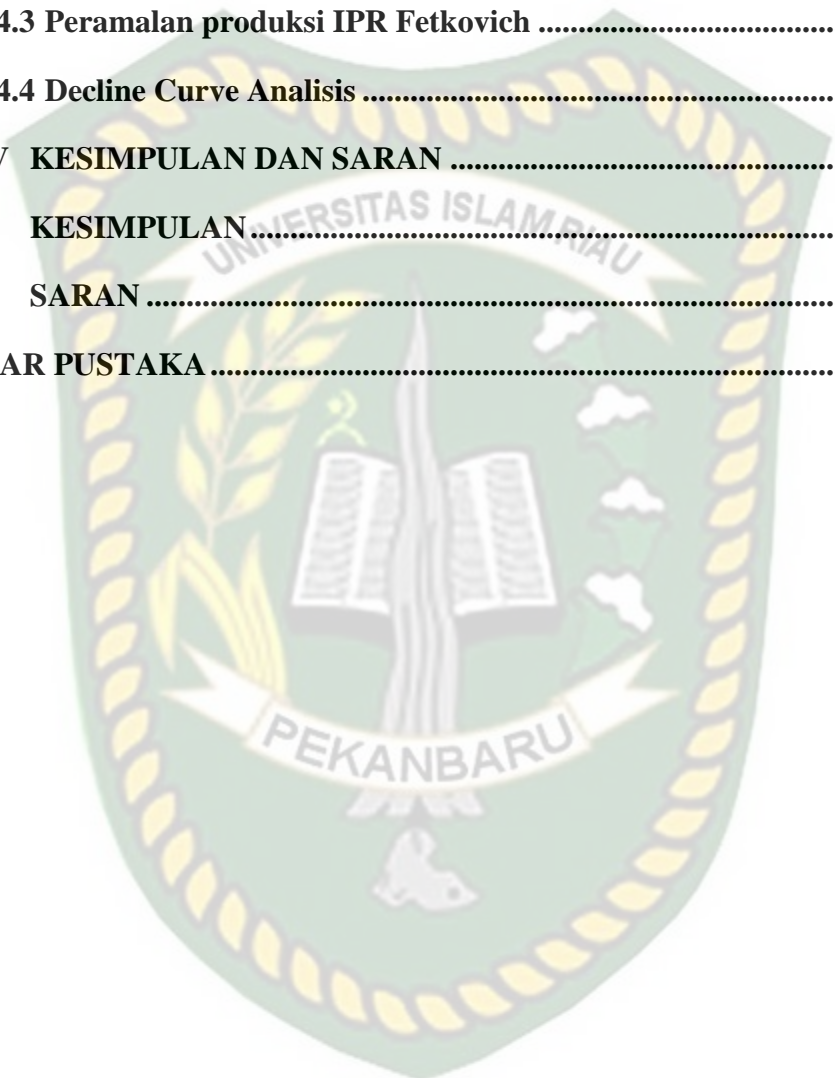 4.3 Peramalan produksi IPR Fetkovich ....................................
4.4 Decline Curve Analisis ..........................................................
KESIMPULAN DAN SARAN ................................................
KESIMPULAN .........................................................................
SARAN ......................................................................................
AR PUSTAKA ..............................................................................
UNIVERSITAS ISLAM RIAU
PEKANBARU